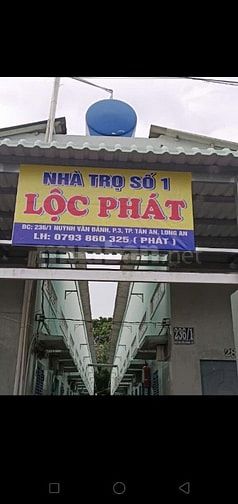 NHÀ TRỌ SỐ 1
LỘC PHÁT
ĐC: 236/1 HUỲNH VĂN ĐẢNH, P.3, TP. TÂN AN, LONG AN
LH: 0793 860 325 ( PHÁT )
236/1